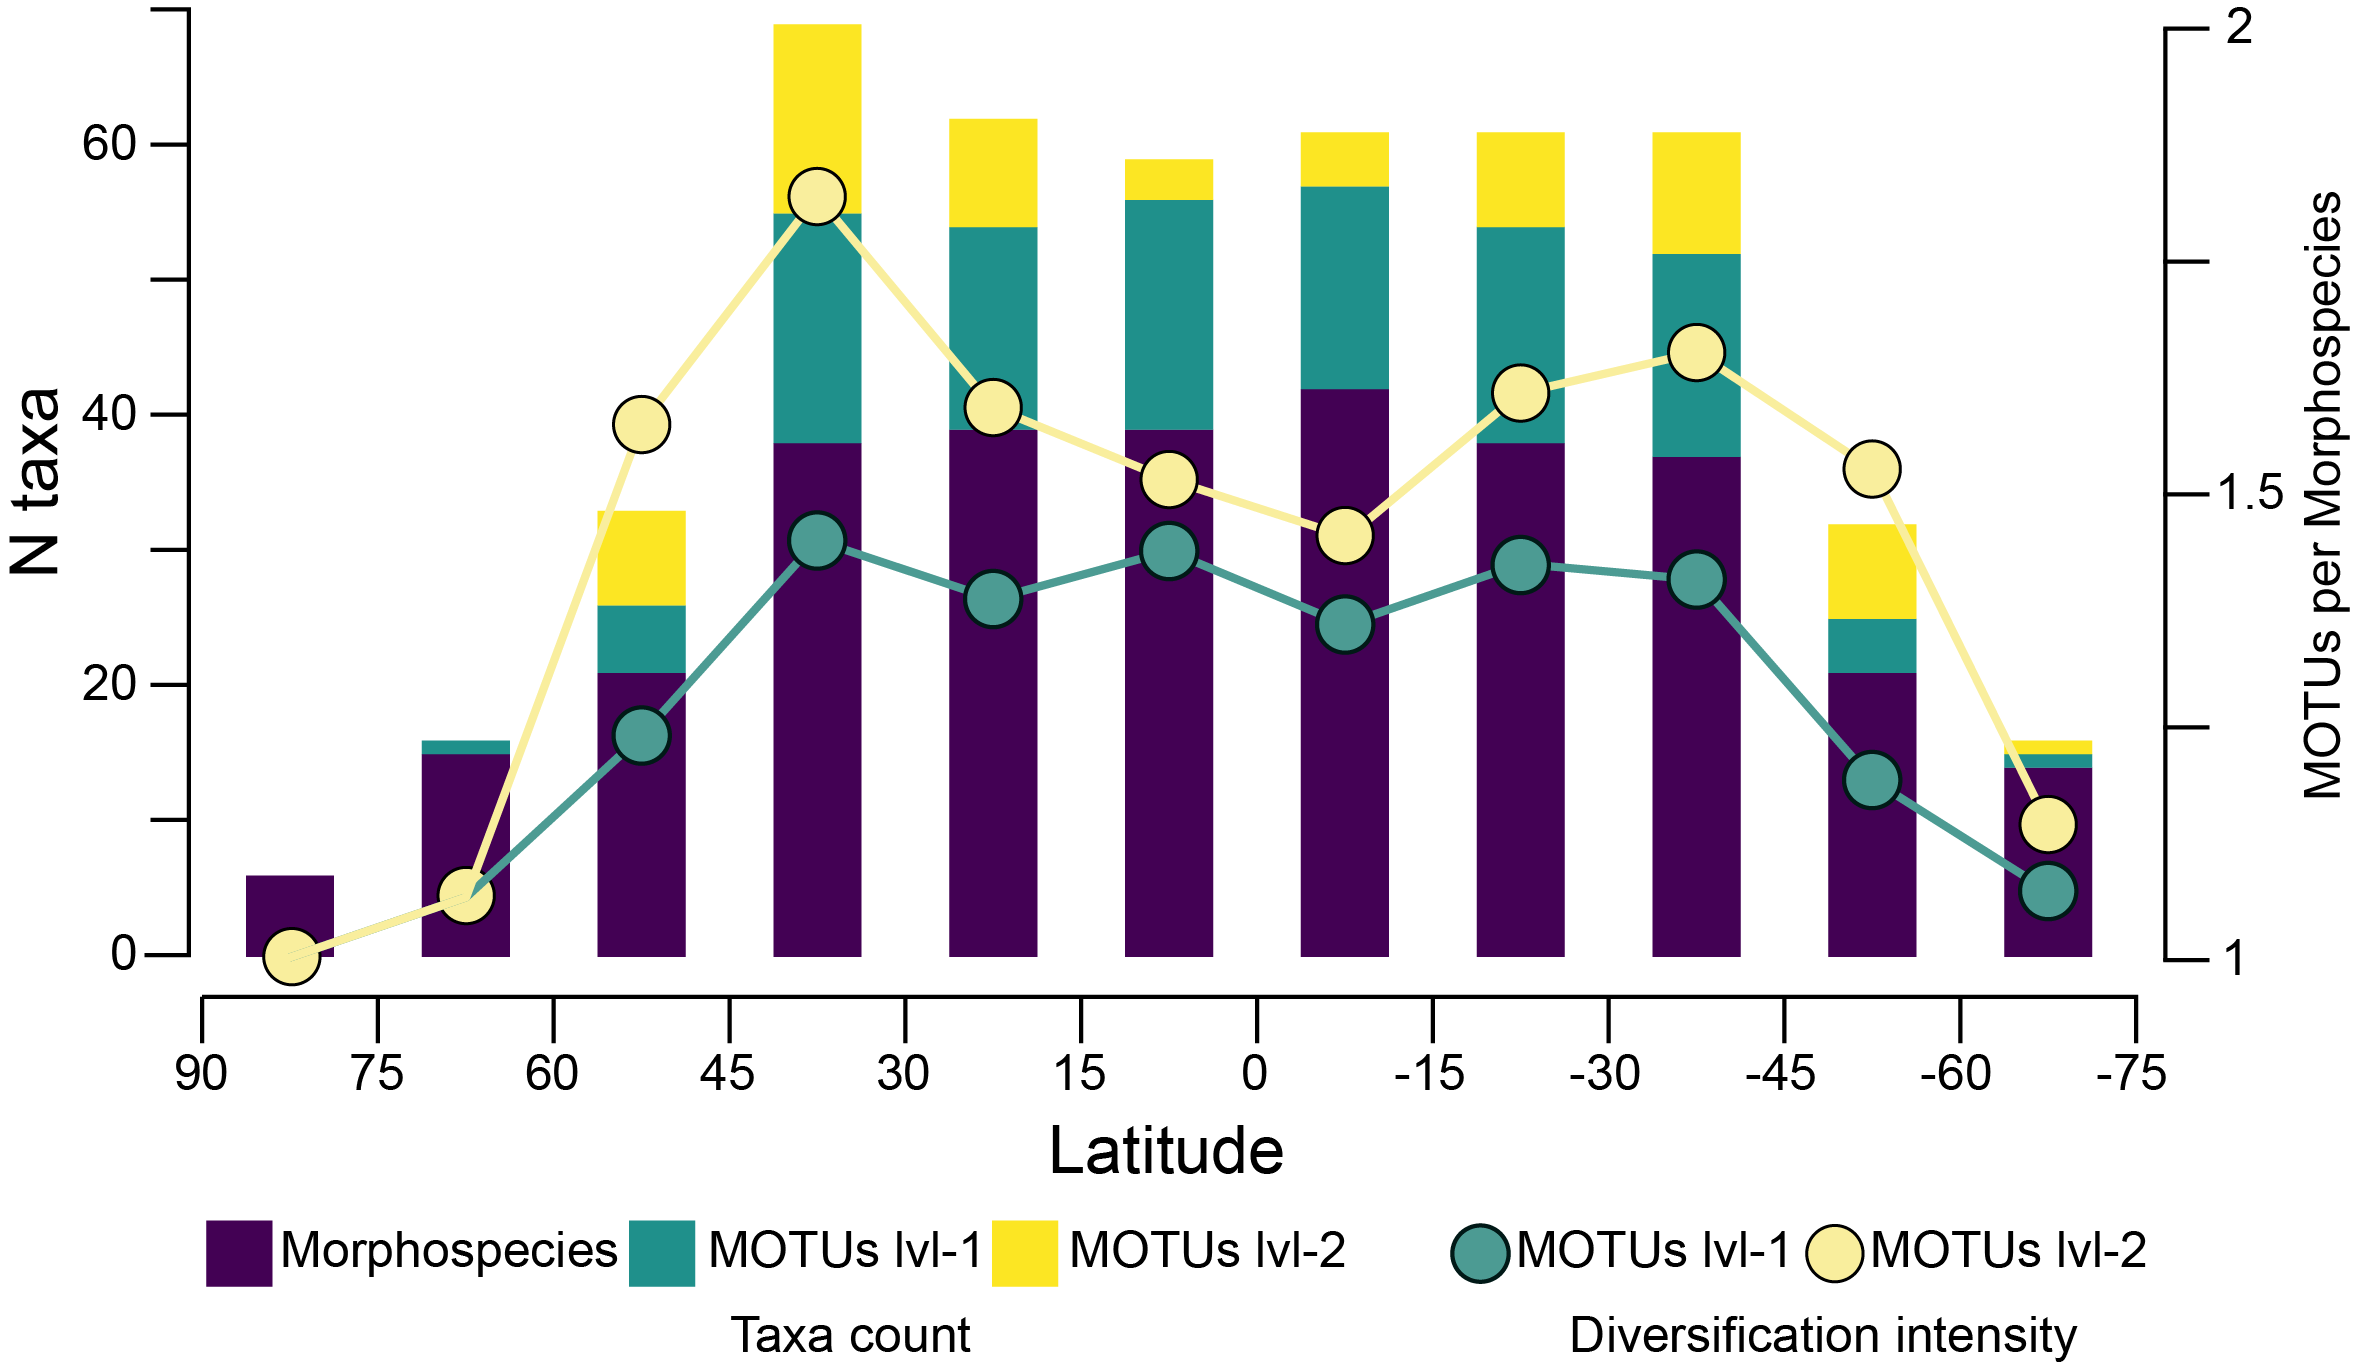 2
60
40
20
0
N taxa
1.5
1
MOTUs per Morphospecies
90 75 60 45 30 15 0 -15 -30 -45 -60 -75
Latitude
Morphospecies MOTUs lvl-1 MOTUs lvl-2 MOTUs lvl-1 MOTUs lvl-2
Taxa count Diversification intensity